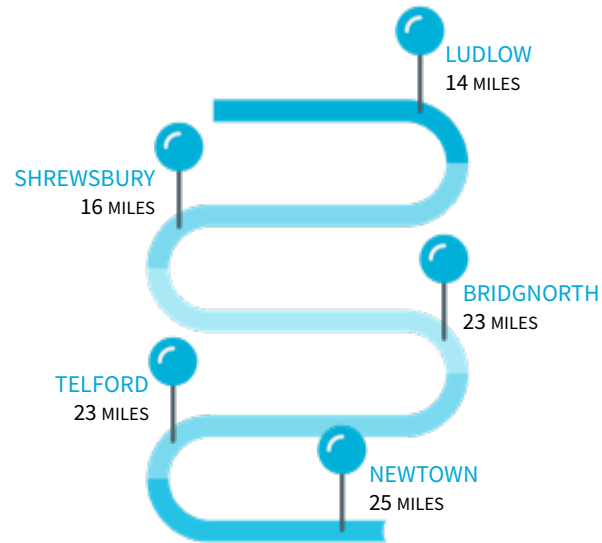 LUDLOW
14 MILES
SHREWSBURY
16 MILES
BRIDGNORTH
23 MILES
TELFORD
23 MILES
NEWTOWN
25 MILES